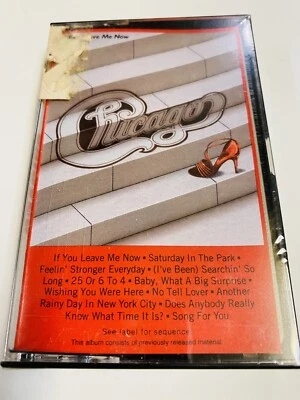 Me Now
Chicago
If You Leave Me Now • Saturday In The Park •
Feelin' Stronger Everyday • (I've Been) Searchin' So
Long • 25 Or 6 To 4 • Baby, What A Big Surprise •
Wishing You Were Here • No Tell Lover • Another
Rainy Day In New York City • Does Anybody Really
Know What Time It Is? • Song For You
See label for sequence
This album consists of previously released material